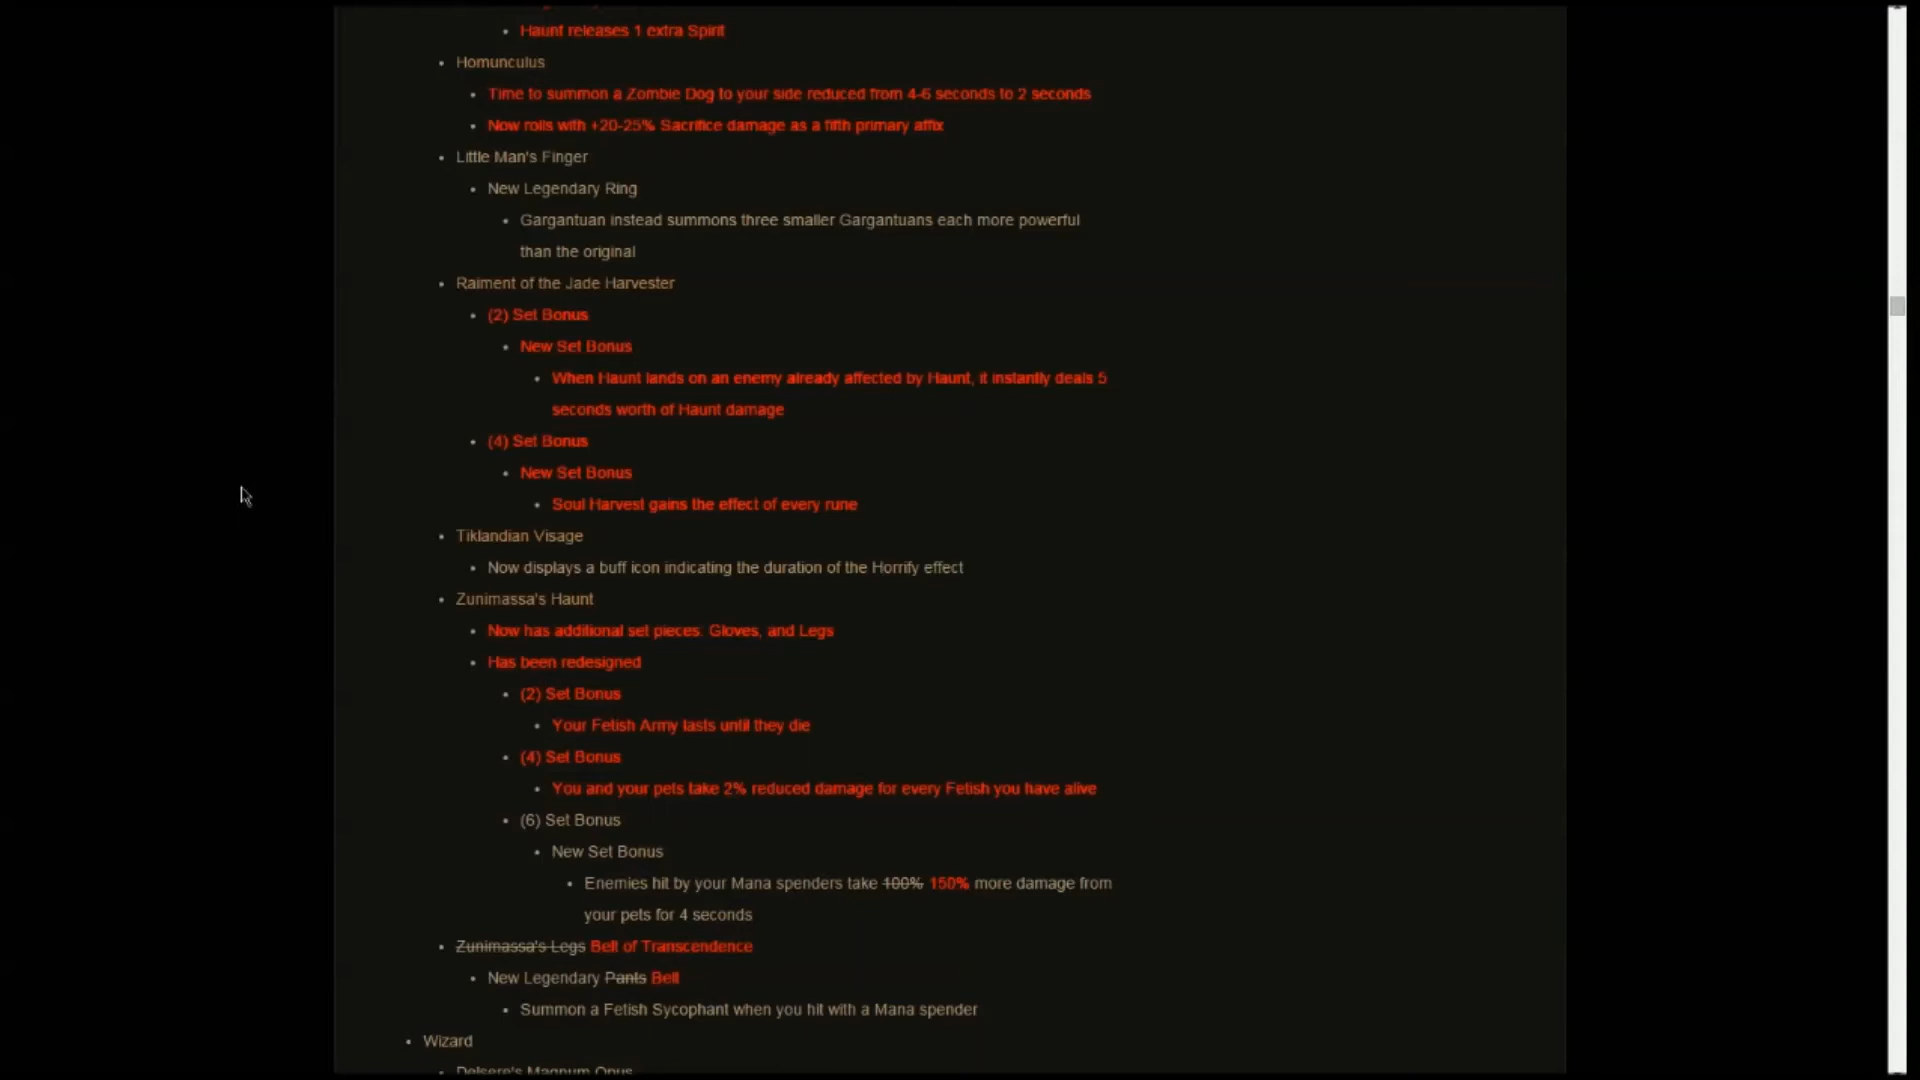 Haunt releases 1 extra Spirit
Homunculus
Time to summon a Zombie Dog to your side reduced from 4-6 seconds to 2 seconds
Now rolls with +20-25% Sacrifice damage as a fifth primary affix
Little Man's Finger
New Legendary Ring
Gargantuan instead summons three smaller Gargantuans each more powerful
than the original
Raiment of the Jade Harvester
(2) Set Bonus
New Set Bonus
When Haunt lands on an enemy already affected by Haunt, it instantly deals 5
seconds worth of Haunt damage
(4) Set Bonus
New Set Bonus
Soul Harvest gains the effect of every rune
Tiklandian Visage
Now displays a buff icon indicating the duration of the Horrify effect
Zunimassa's Haunt
Now has additional set pieces: Gloves, and Legs
Has been redesigned
(2) Set Bonus
Your Fetish Army lasts until they die
(4) Set Bonus
You and your pets take 2% reduced damage for every Fetish you have alive
(6) Set Bonus
New Set Bonus
Enemies hit by your Mana spenders take 100% 150% more damage from
your pets for 4 seconds
Zunimassa's Legs Belt of Transcendence
New Legendary Pants Belt
Summon a Fetish Sycophant when you hit with a Mana spender
Wizard
Delsere's Magnum Opus